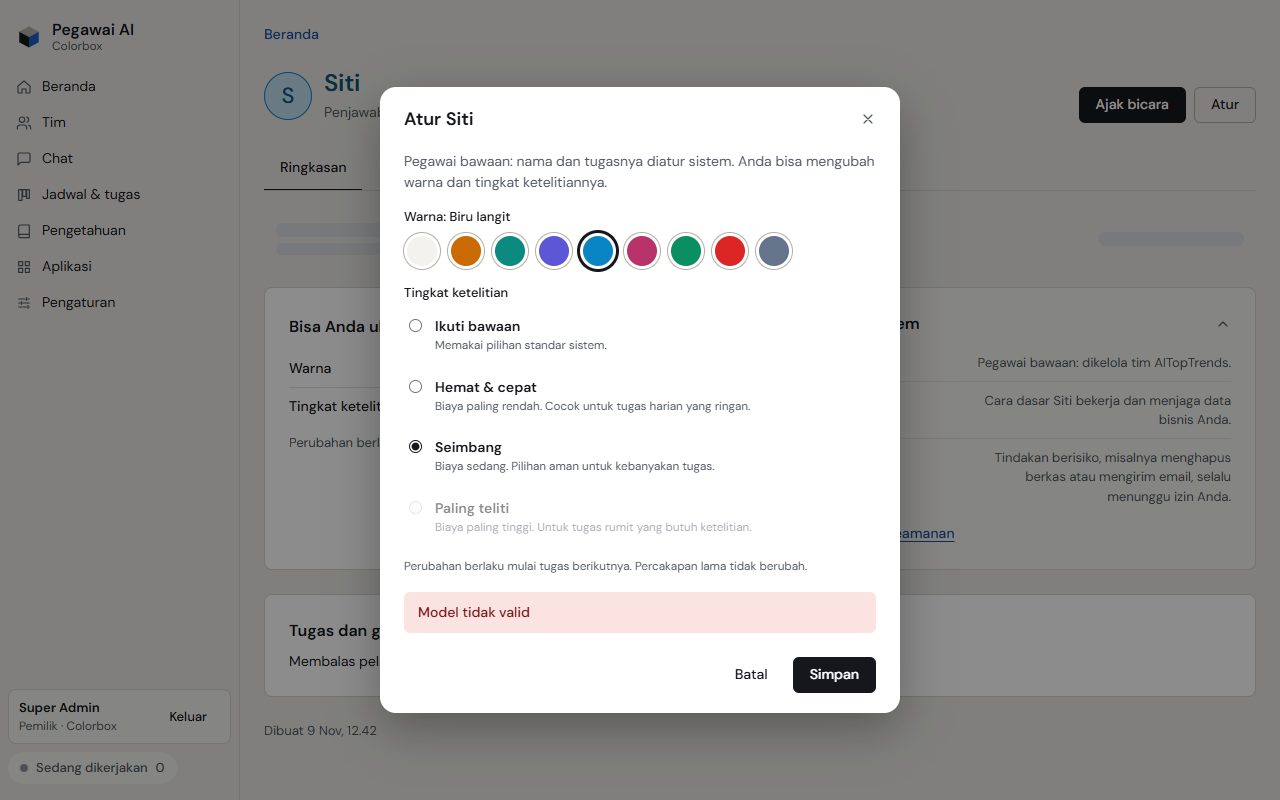 Pegawai AI
Colorbox
Beranda
Tim
Chat
Jadwal & tugas
Pengetahuan
Aplikasi
Pengaturan
Super Admin
Pemilik · Colorbox
Keluar
Sedang dikerjakan 0
Beranda
S
Siti
Ajak bicara
Atur
Ringkasan
Bisa Anda
Warna
Tingkat
Perubahan
Pegawai bawaan: dikelola tim AITopTrends.
Cara dasar Siti bekerja dan menjaga data
bisnis Anda.
Tindakan berisiko, misalnya menghapus
berkas atau mengirim email, selalu
menunggu izin Anda.
Tugas dan
Membalas
Dibuat 9 Nov, 12.42
Atur Siti
Pegawai bawaan: nama dan tugasnya diatur sistem. Anda bisa mengubah
warna dan tingkat ketelitiannya.
Warna: Biru langit
Tingkat ketelitian
Ikuti bawaan
Memakai pilihan standar sistem.
Hemat & cepat
Biaya paling rendah. Cocok untuk tugas harian yang ringan.
Seimbang
Biaya sedang. Pilihan aman untuk kebanyakan tugas.
Paling teliti
Biaya paling tinggi. Untuk tugas rumit yang butuh ketelitian.
Perubahan berlaku mulai tugas berikutnya. Percakapan lama tidak berubah.
Model tidak valid
Batal
Simpan